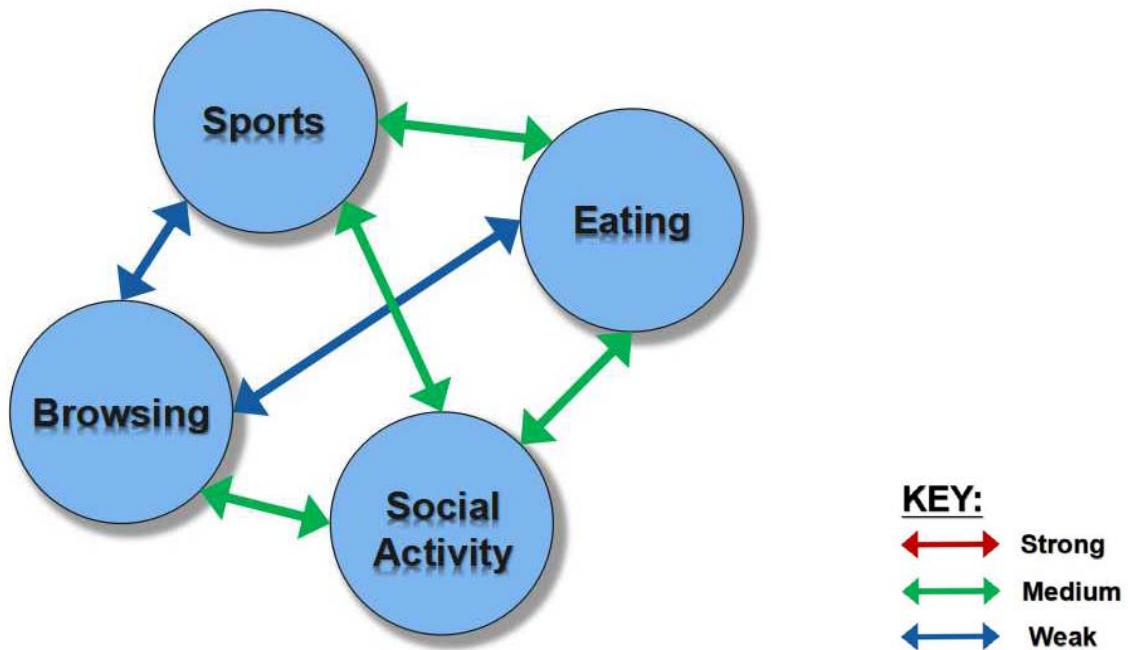 Sports
Eating
Browsing
Social
Activity
KEY:
Strong
Medium
Weak